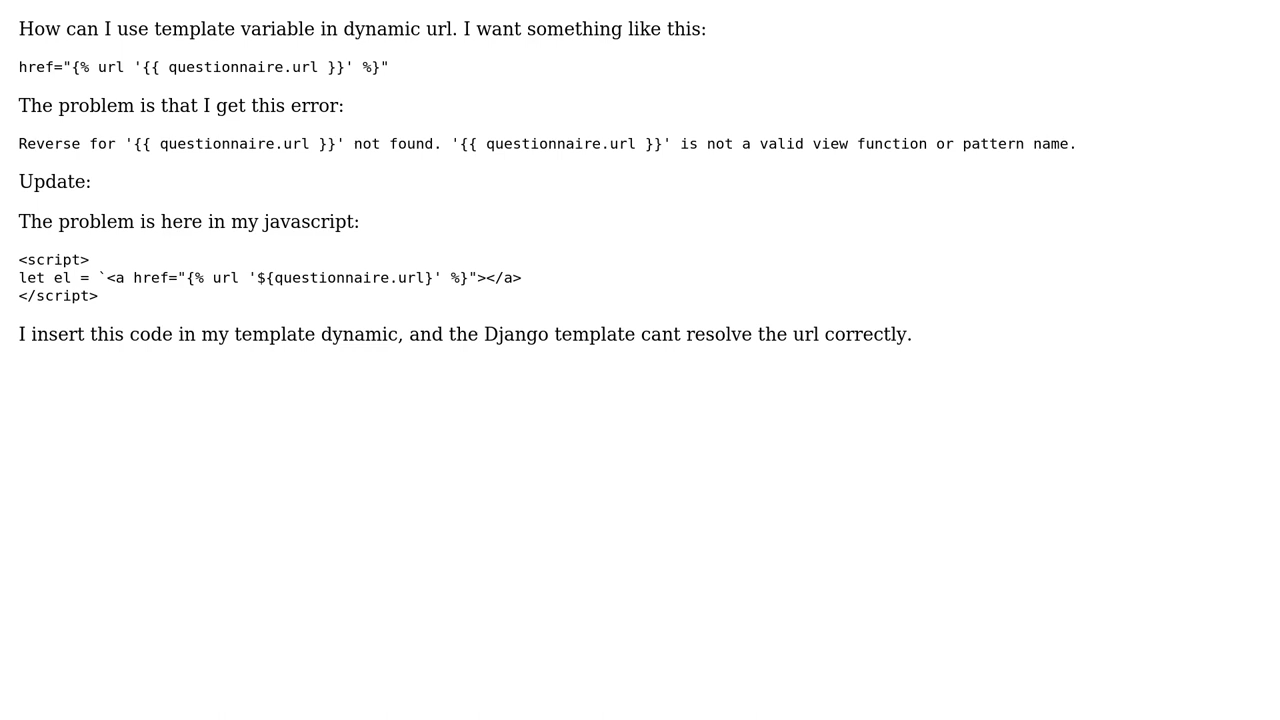 How can I use template variable in dynamic url. I want something like this:
href="{% url '{{ questionnaire.url }}' %}"
The problem is that I get this error:
Reverse for '{{ questionnaire.url }}' not found. '{{ questionnaire.url }}' is not a valid view function or pattern name.
Update:
The problem is here in my javascript:
<script>
let el = `<a href="{% url '${questionnaire.url}' %}"></a>
</script>
I insert this code in my template dynamic, and the Django template cant resolve the url correctly.